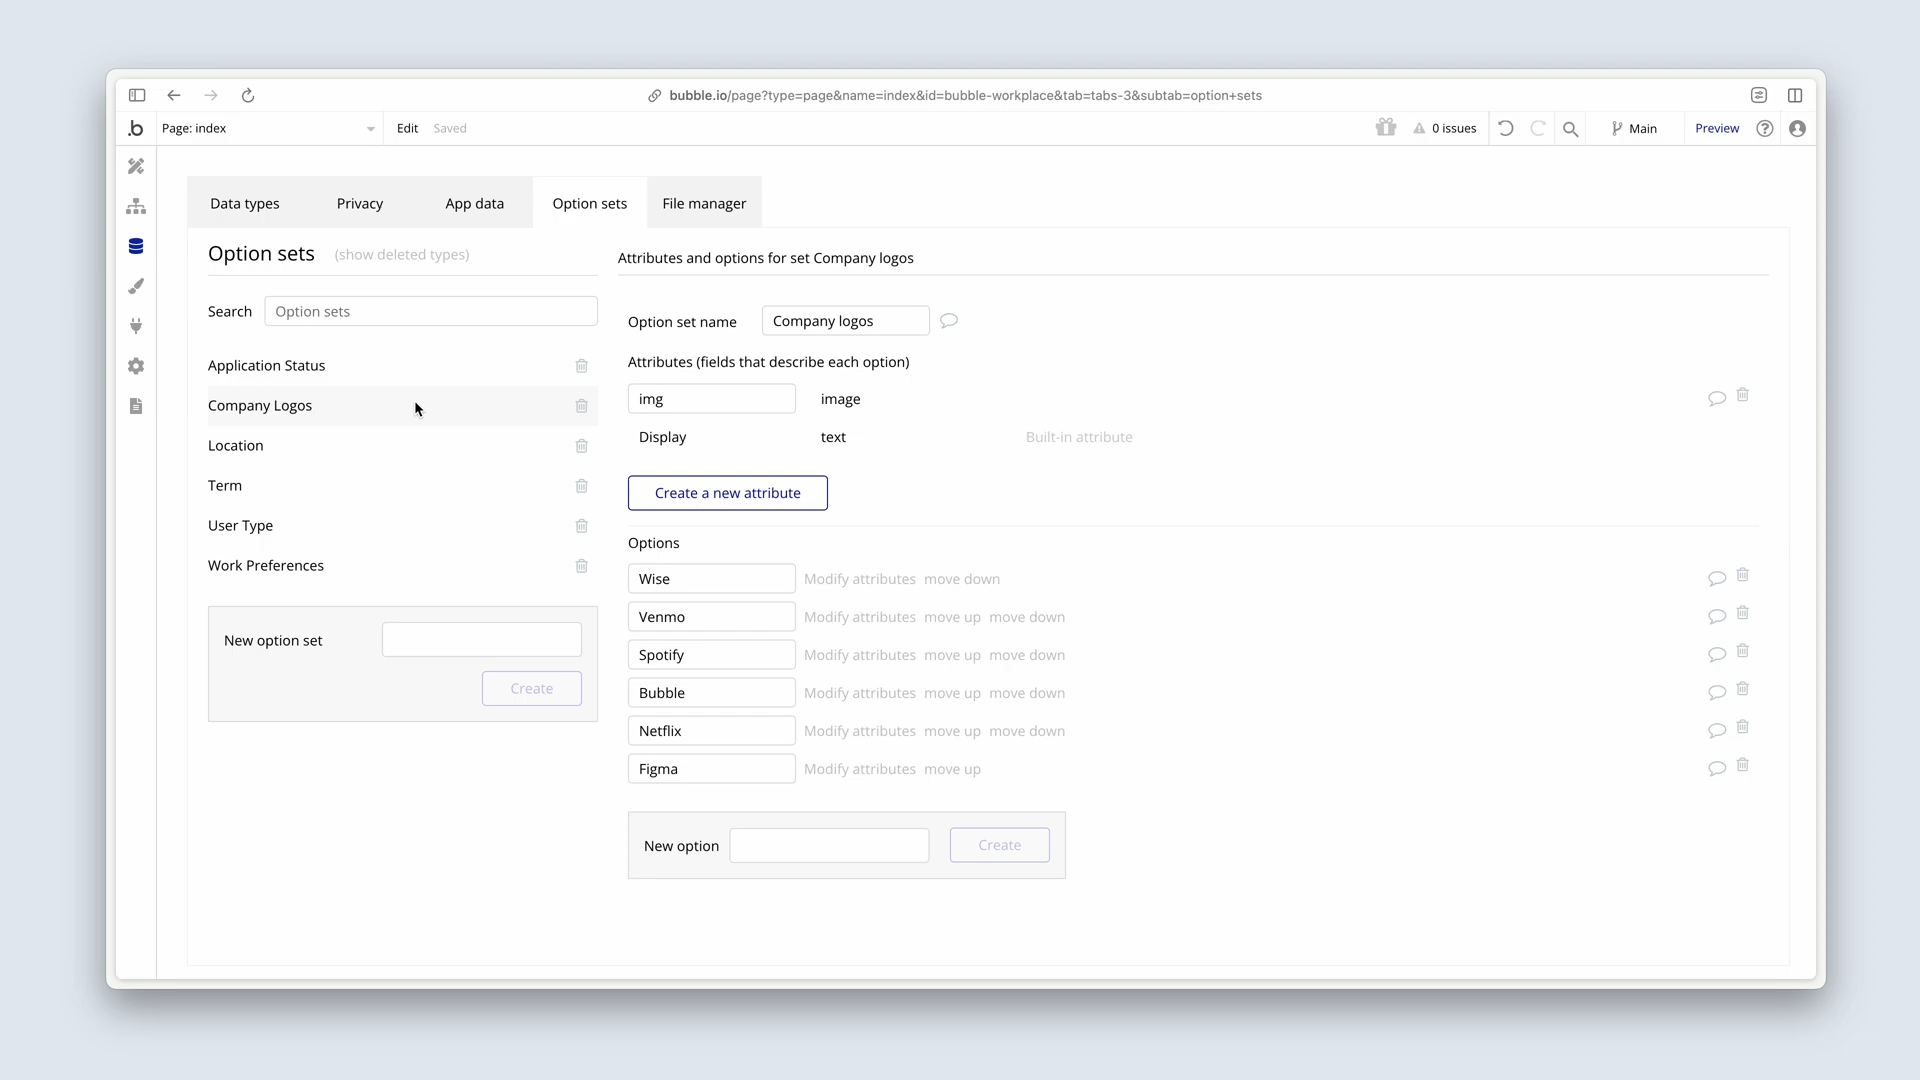 bubble.io/page?type=page&name=index&id=bubble-workplace&tab=tabs-3&subtab=option+sets
.b Page: index Edit Saved 0 issues Main Preview ?
Data types Privacy App data Option sets File manager
Option sets (show deleted types)
Search Option sets
Application Status
Company Logos
Location
Term
User Type
Work Preferences
New option set
Create
Attributes and options for set Company logos
Option set name Company logos
Attributes (fields that describe each option)
img image
Display text Built-in attribute
Create a new attribute
Options
Wise Modify attributes move down
Venmo Modify attributes move up move down
Spotify Modify attributes move up move down
Bubble Modify attributes move up move down
Netflix Modify attributes move up move down
Figma Modify attributes move up
New option Create